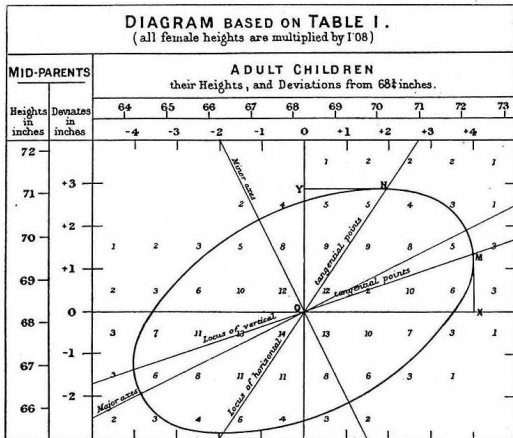 DIAGRAM BASED ON TABLE I.
(all female heights are multiplied by 1·08)
MID-PARENTS
ADULT CHILDREN
their Heights, and Deviations from 68¼ inches.
Heights in inches
Deviates in inches
64 65 66 67 68 69 70 71 72 73
-4 -3 -2 -1 0 +1 +2 +3 +4
72
1 2 2 2 1
71 +3
Minor axes
Y N
2 4 5 5 4 3 1
+2
70
1 2 3 5 8 9 9 8 5 3
tangential points
M
69 +1
2 3 6 10 12 12 2 10 6 3
tangential points
0 O X
68
3 7 11 13 14 13 10 7 3 1
Locus of vertical
-1
67
3 6 8 11 11 8 6 3 1
Locus of horizontal
-2
Major axes
66
2 3 4 6 4 3 2